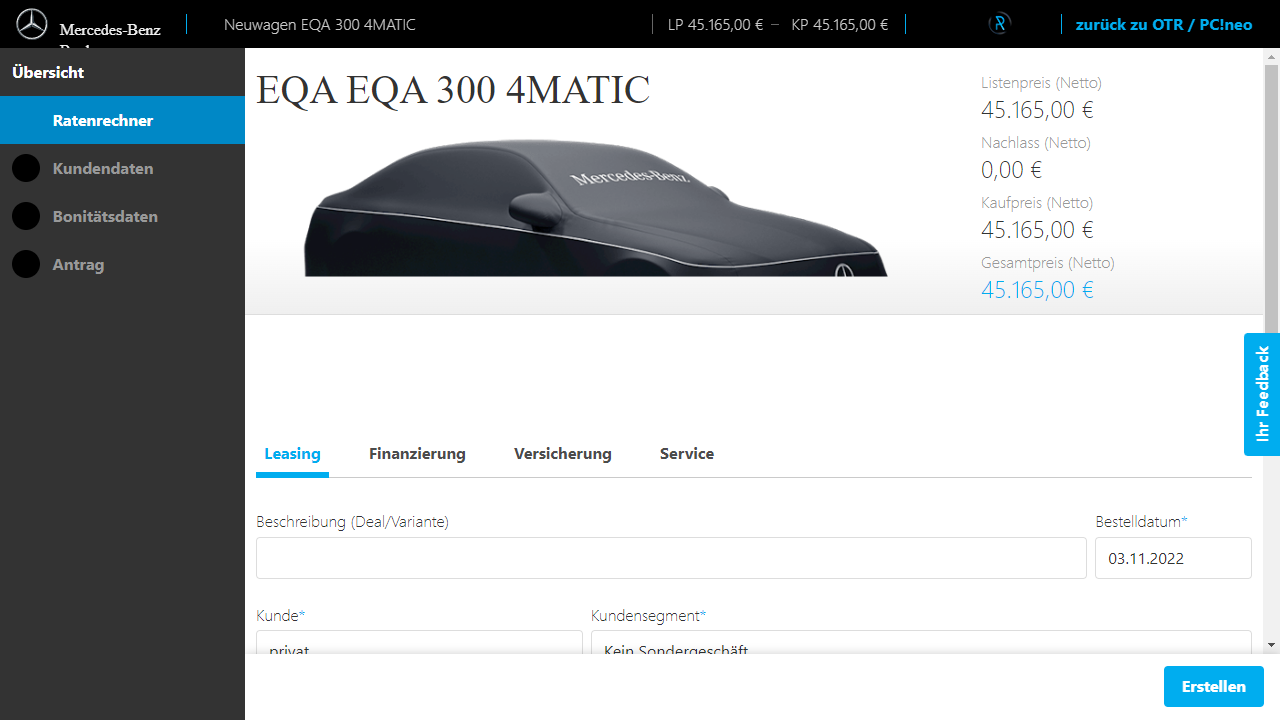 Mercedes-Benz
Neuwagen EQA 300 4MATIC
LP 45.165,00 € – KP 45.165,00 €
zurück zu OTR / PC!neo
Übersicht
Ratenrechner
Kundendaten
Bonitätsdaten
Antrag
EQA EQA 300 4MATIC
Mercedes-Benz
Listenpreis (Netto)
45.165,00 €
Nachlass (Netto)
0,00 €
Kaufpreis (Netto)
45.165,00 €
Gesamtpreis (Netto)
45.165,00 €
Ihr Feedback
Leasing Finanzierung Versicherung Service
Beschreibung (Deal/Variante) Bestelldatum*
03.11.2022
Kunde* Kundensegment*
privat Kein Sondergeschäft
Erstellen